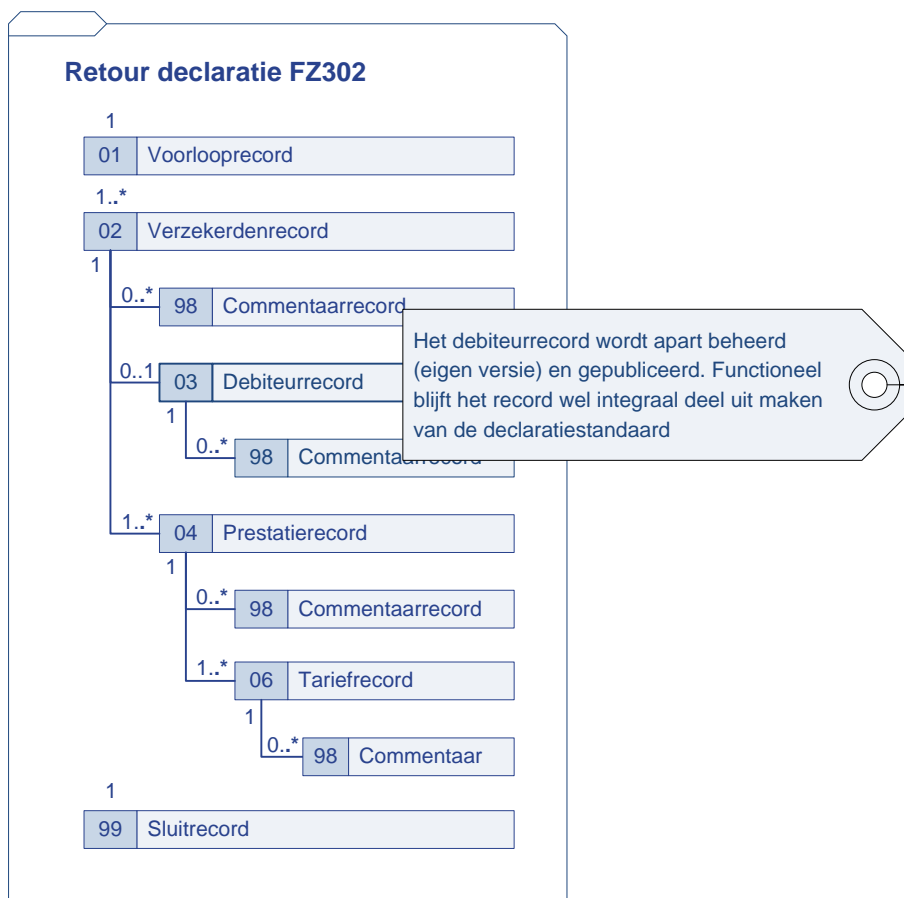 Retour declaratie FZ302
1
01 Voorlooprecord
1..*
02 Verzekerdenrecord
1
0..* 98 Commentaarrecord
Het debiteurrecord wordt apart beheerd
(eigen versie) en gepubliceerd. Functioneel
blijft het record wel integraal deel uit maken
van de declaratiestandaard
0..1 03 Debiteurrecord
1
0..* 98 Commentaarrecord
1..* 04 Prestatierecord
1
0..* 98 Commentaarrecord
1..* 06 Tariefrecord
1
0..* 98 Commentaar
1
99 Sluitrecord